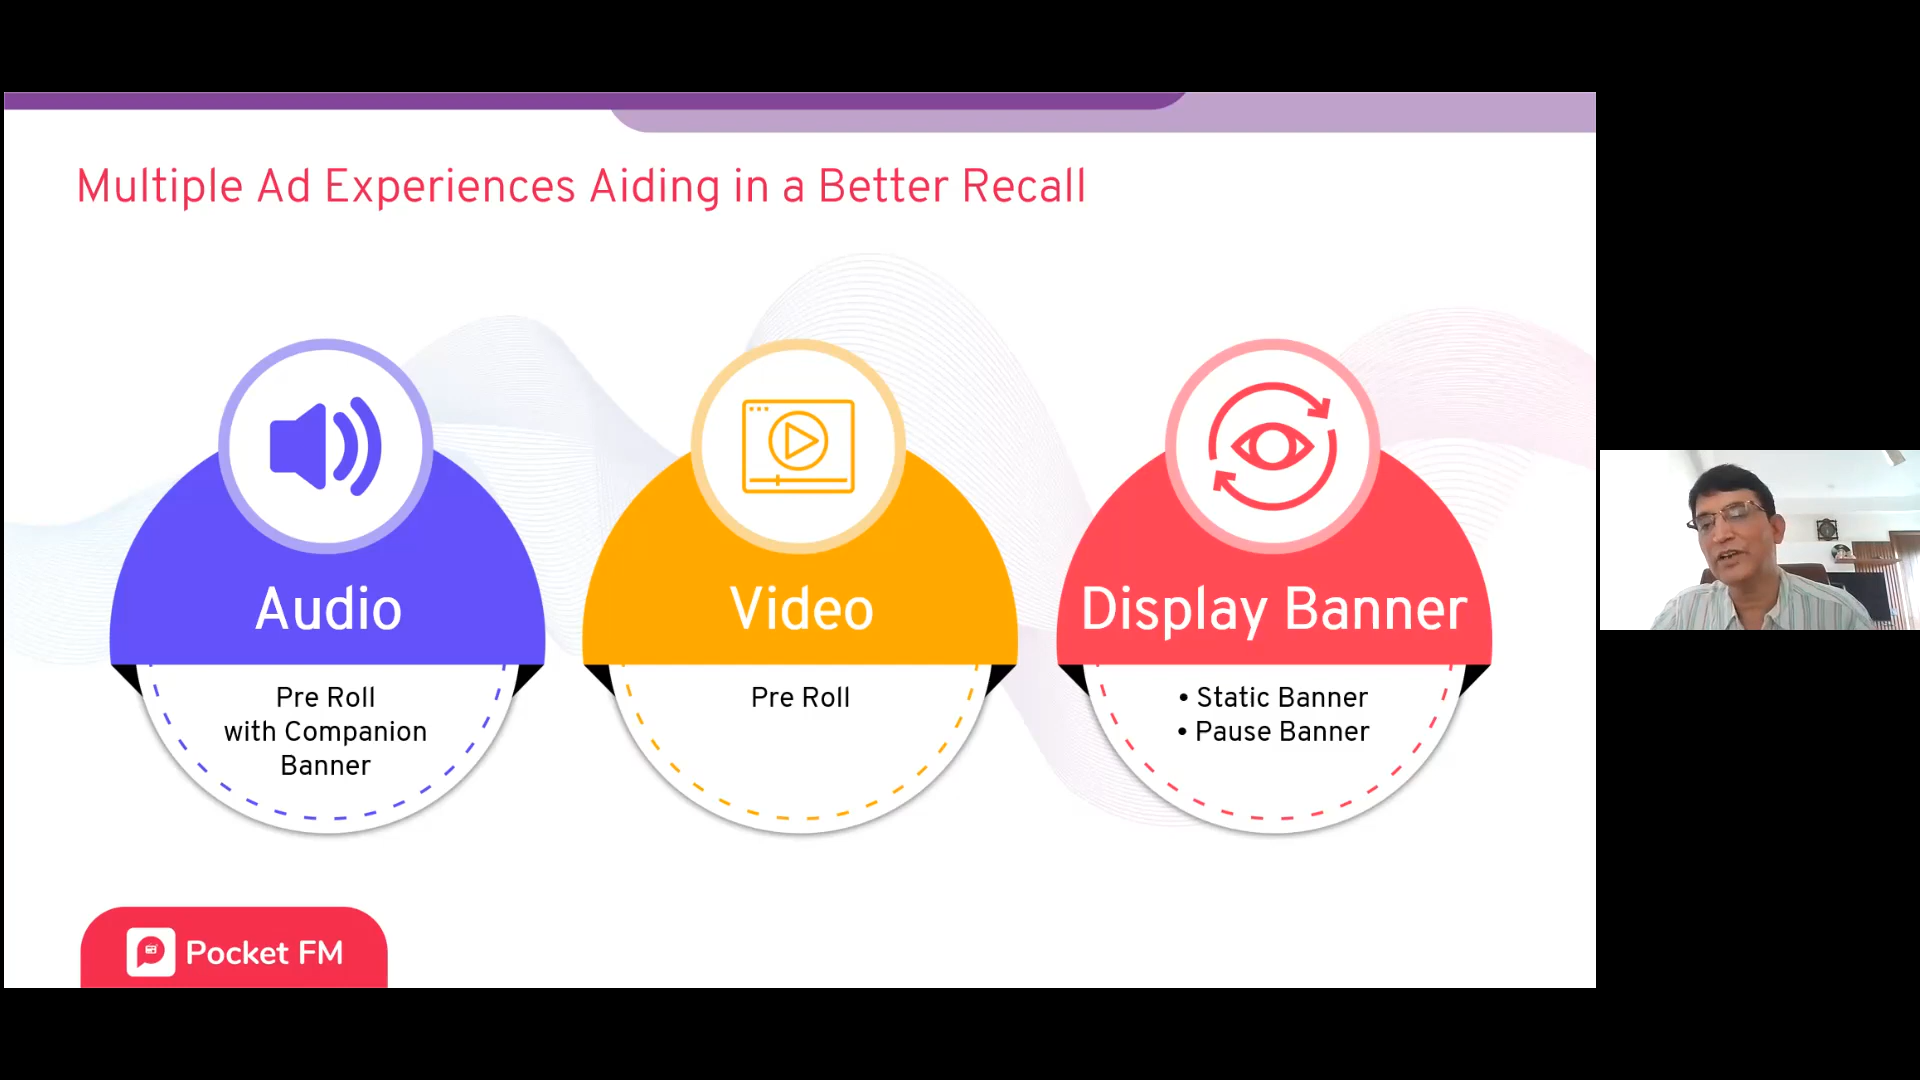 Multiple Ad Experiences Aiding in a Better Recall
Audio
Pre Roll
with Companion
Banner
Video
Pre Roll
Display Banner
• Static Banner
• Pause Banner
Pocket FM